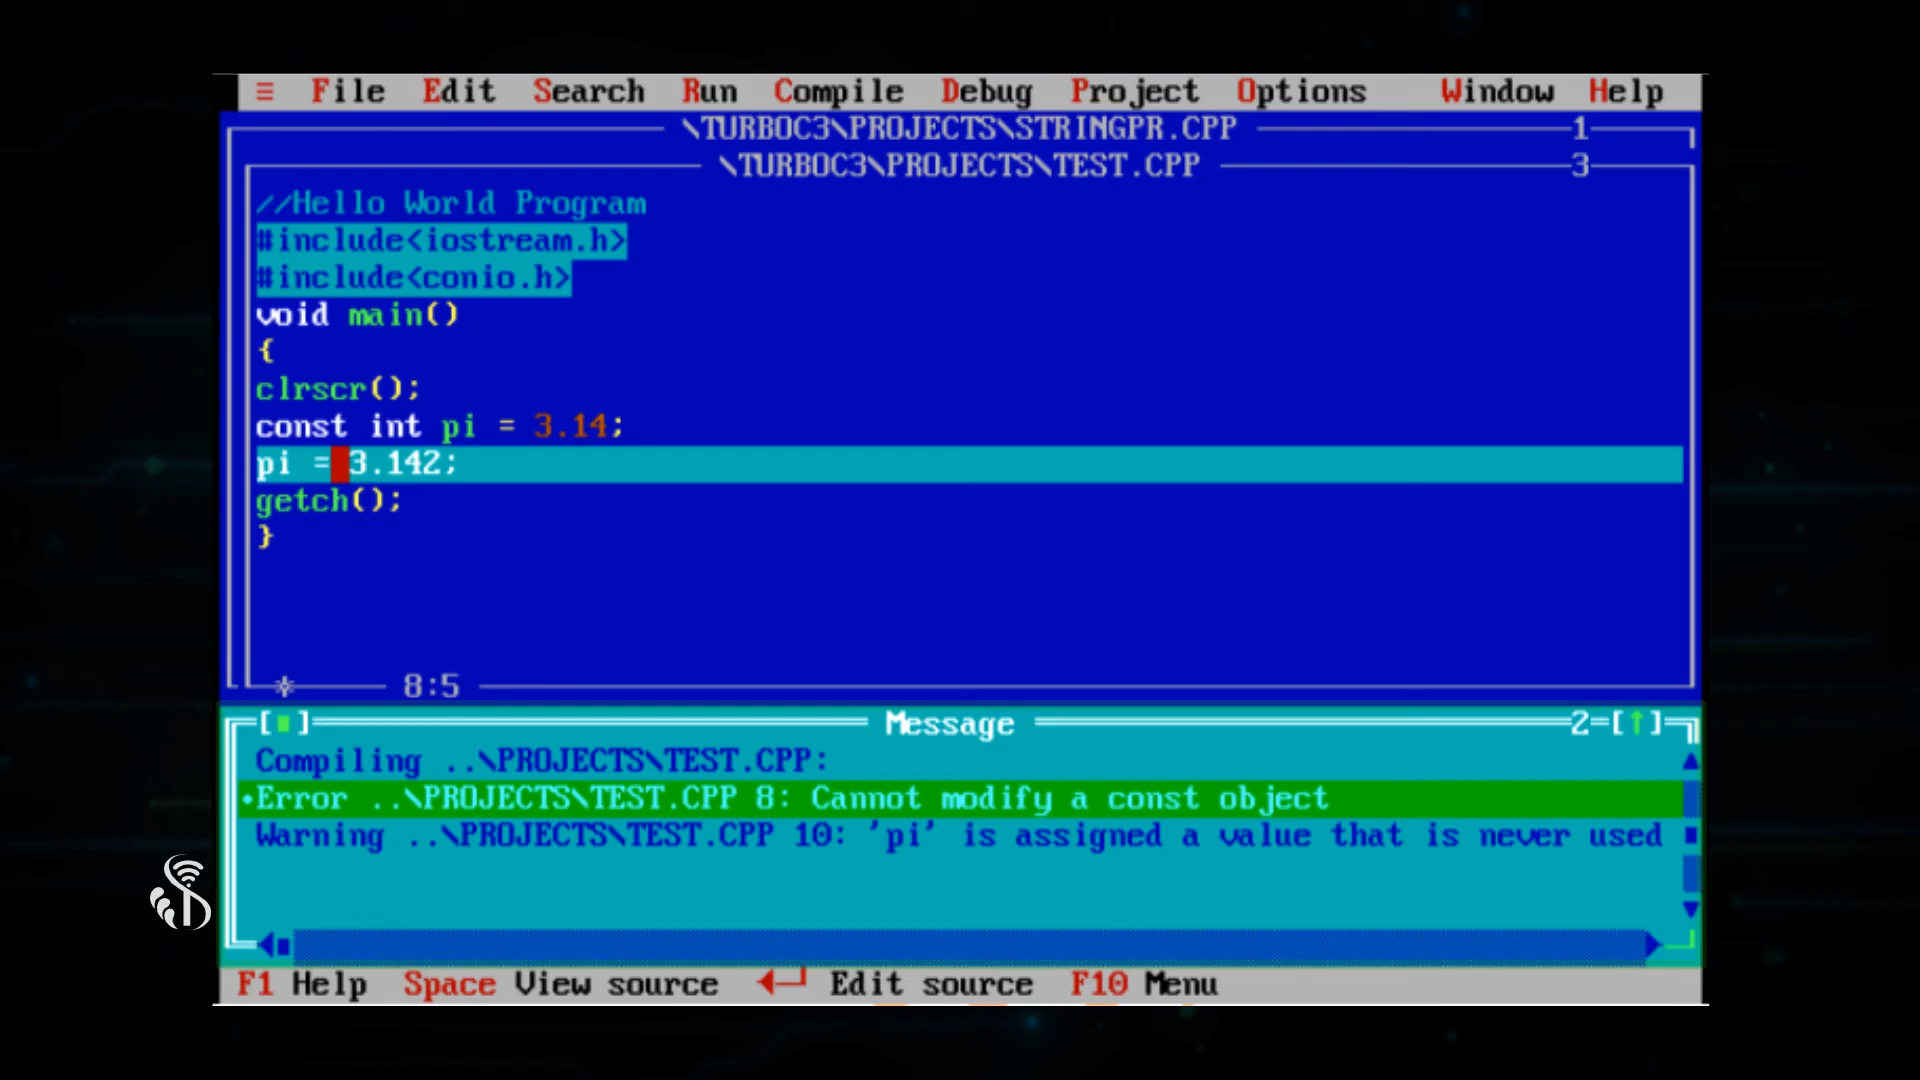 ≡ File Edit Search Run Compile Debug Project Options Window Help
\TURBOC3\PROJECTS\STRINGPR.CPP 1
\TURBOC3\PROJECTS\TEST.CPP 3
//Hello World Program
#include<iostream.h>
#include<conio.h>
void main()
{
clrscr();
const int pi = 3.14;
pi = 3.142;
getch();
}
8:5
[■] Message 2=[↑]
Compiling ..\PROJECTS\TEST.CPP:
•Error ..\PROJECTS\TEST.CPP 8: Cannot modify a const object
Warning ..\PROJECTS\TEST.CPP 10: 'pi' is assigned a value that is never used
F1 Help Space View source ◄┘ Edit source F10 Menu